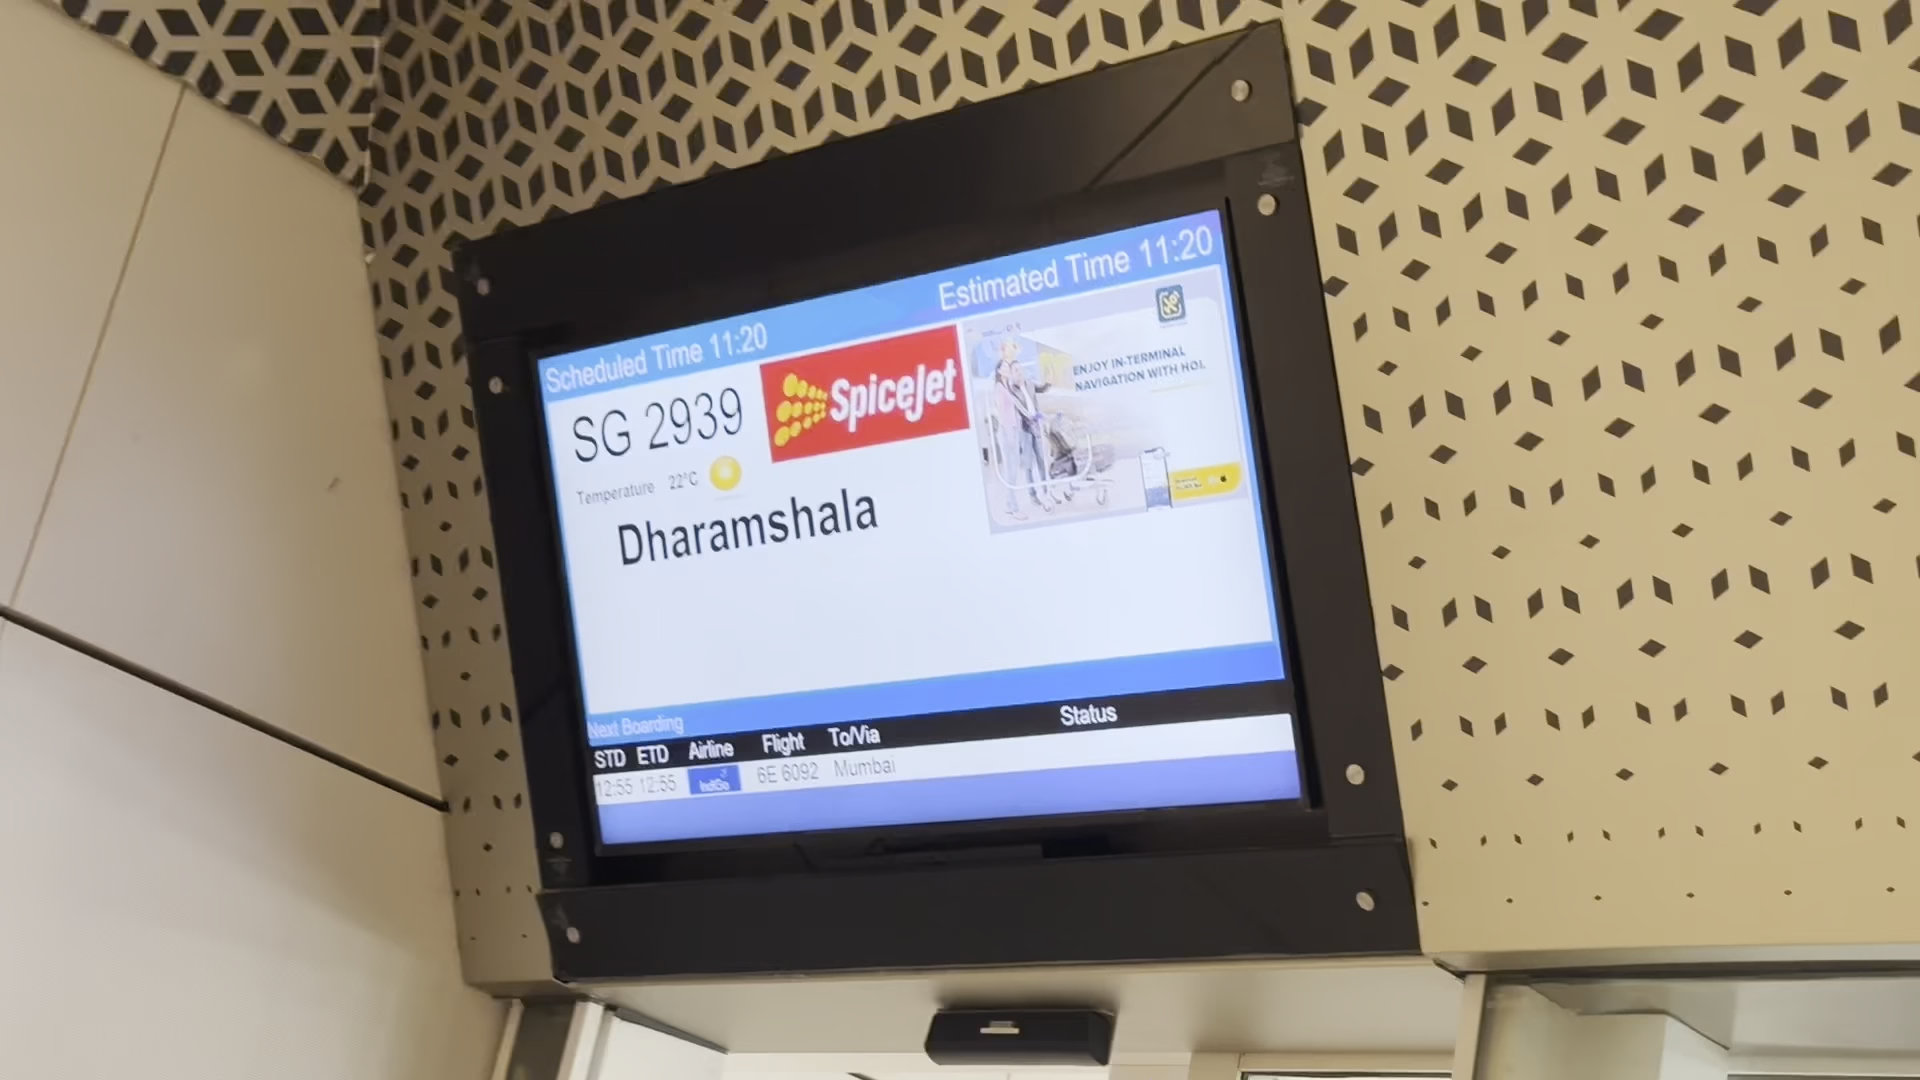 Scheduled Time 11:20
Estimated Time 11:20
SG 2939
SpiceJet
ENJOY IN-TERMINAL
NAVIGATION WITH HOI.
Temperature 22°C
Dharamshala
Next Boarding
STD ETD Airline Flight To/Via Status
12:55 12:55 IndiGo 6E 6092 Mumbai